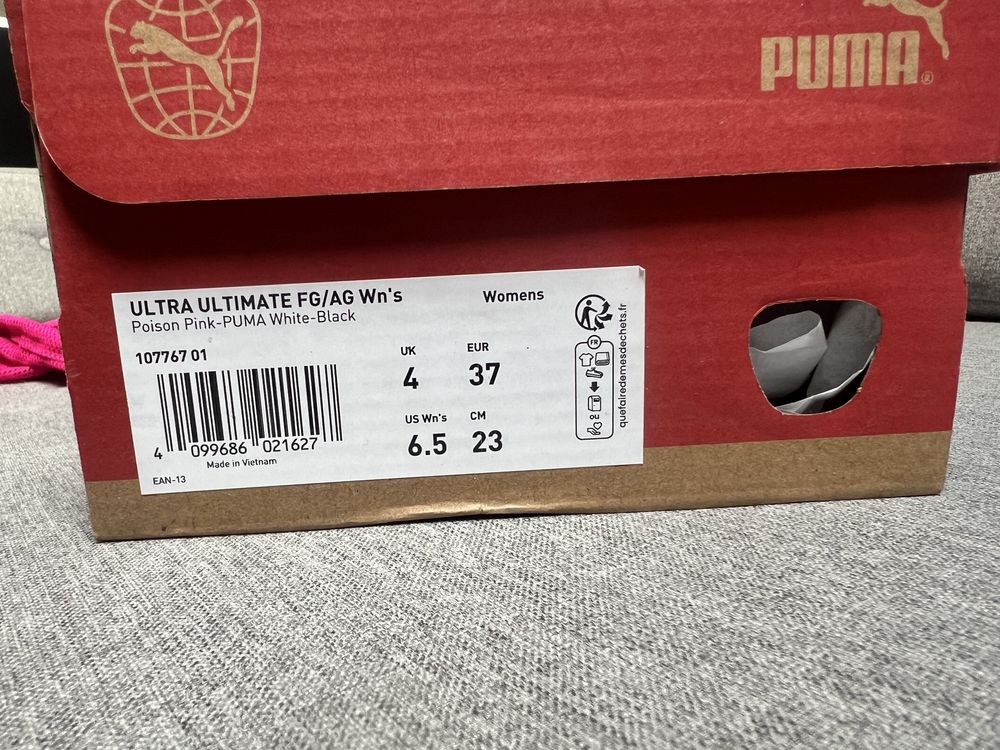 PUMA®
ULTRA ULTIMATE FG/AG Wn's
Womens
Poison Pink-PUMA White-Black
107767 01
UK
4
EUR
37
US Wn's
6.5
CM
23
4 099686 021627
Made in Vietnam
EAN-13
FR
ou
quefairedemesdechets.fr